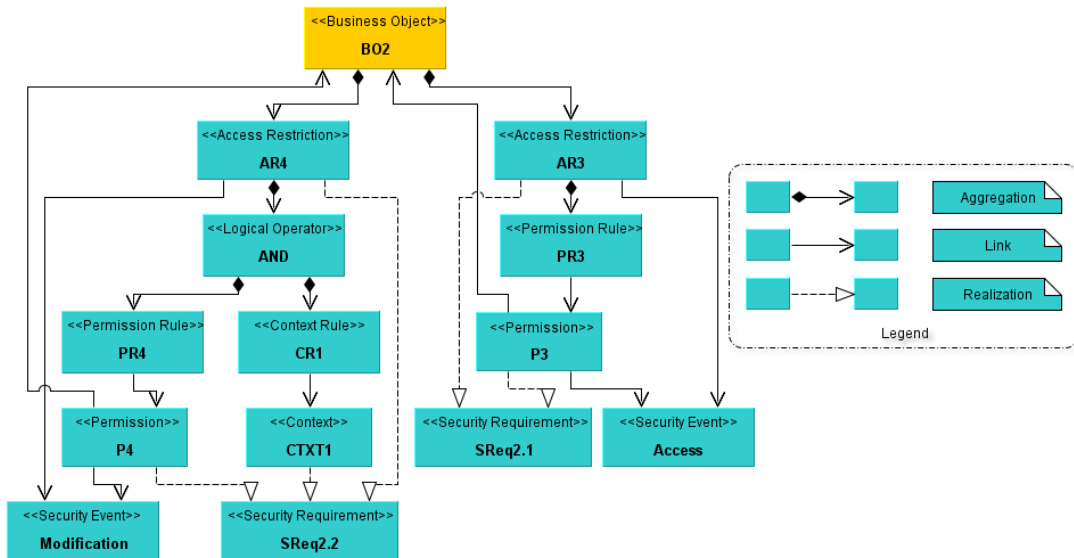 <<Business Object>>
BO2
<<Access Restriction>>
AR4
<<Access Restriction>>
AR3
<<Logical Operator>>
AND
<<Permission Rule>>
PR3
<<Permission Rule>>
PR4
<<Context Rule>>
CR1
<<Permission>>
P3
<<Permission>>
P4
<<Context>>
CTXT1
<<Security Requirement>>
SReq2.1
<<Security Event>>
Access
<<Security Event>>
Modification
<<Security Requirement>>
SReq2.2
Aggregation
Link
Realization
Legend